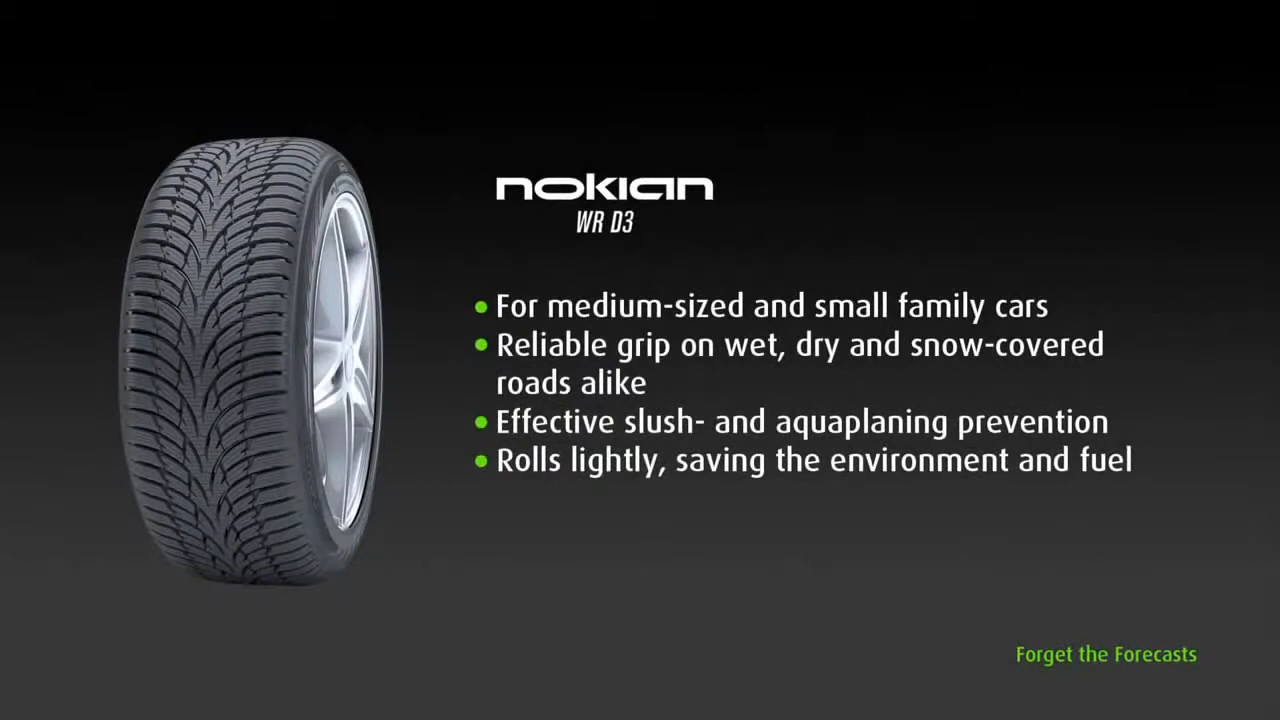 nokian
WR D3
• For medium-sized and small family cars
• Reliable grip on wet, dry and snow-covered
roads alike
• Effective slush- and aquaplaning prevention
• Rolls lightly, saving the environment and fuel
Forget the Forecasts